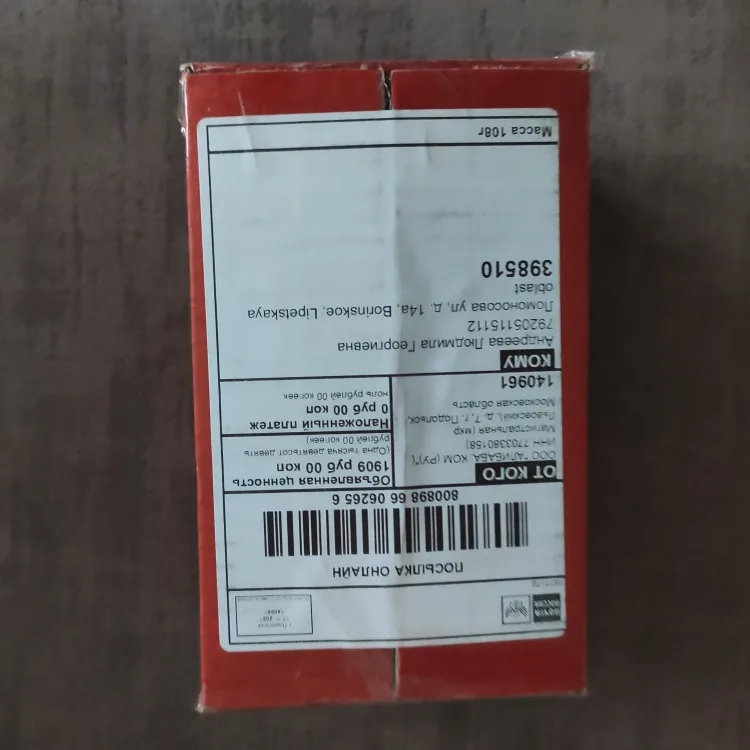 ПОЧТА
РОССИИ
ПОСЫЛКА ОНЛАЙН
800898 66 06265 6
ОТ КОГО
ООО "АЛИБАБА. КОМ (РУ)"(
ИНН 7703380158)
Магистральная (мкр
Львовский), д. 7, г. Подольск,
Московская область
140961
Объявленная ценность
1909 руб 00 коп
(Одна тысяча девятьсот девять
рублей 00 копеек)
Наложенный платеж
0 руб 00 коп
ноль рублей 00 копеек
КОМУ
Андреева Людмила Георгиевна
79205115112
Ломоносова ул, д. 14а, Borinskoe, Lipetskaya
oblast
398510
Масса 108г